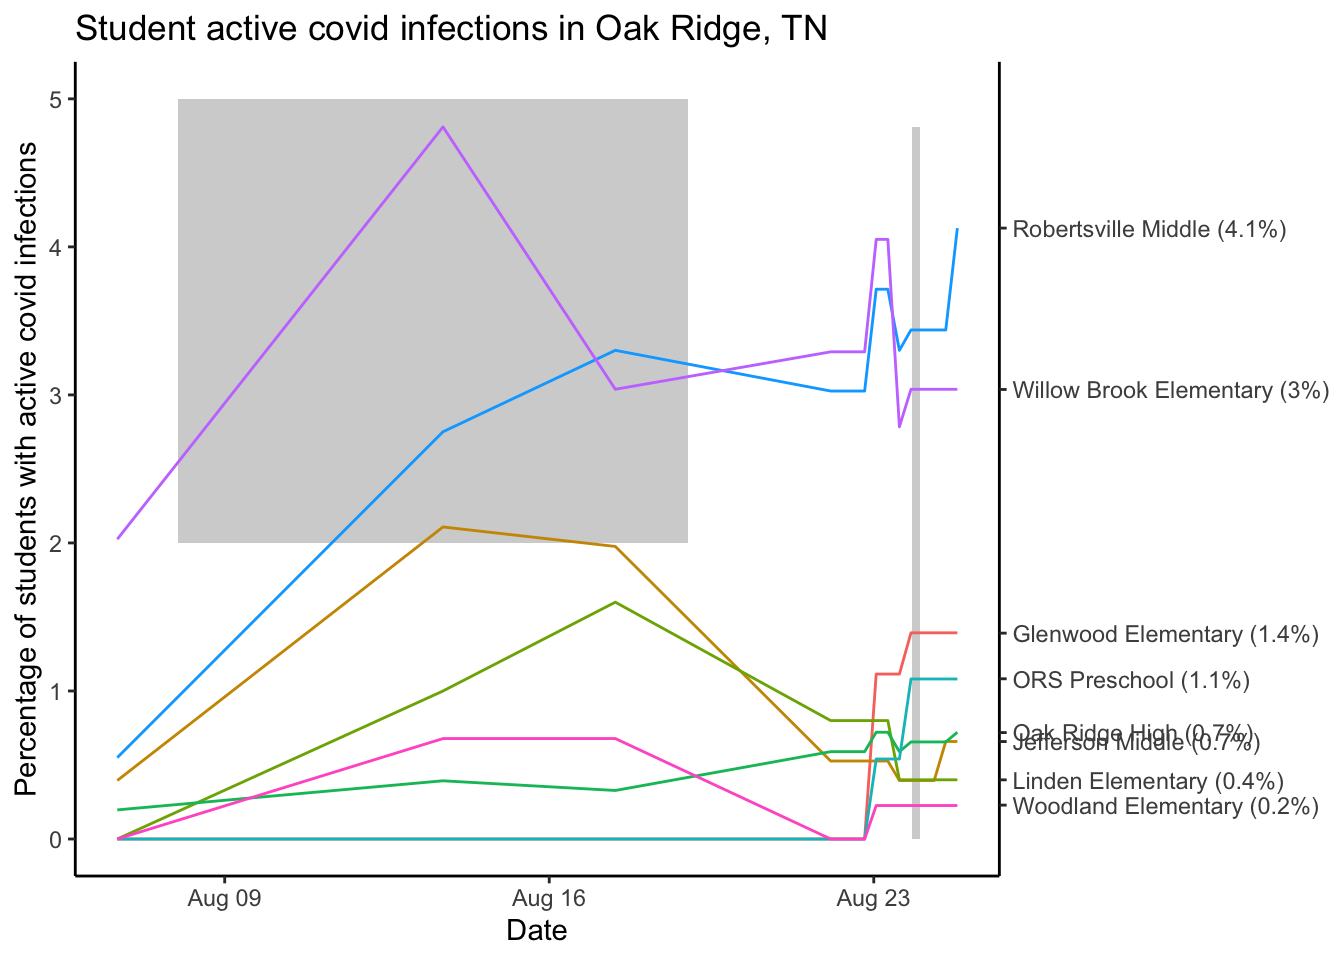 Student active covid infections in Oak Ridge, TN
Percentage of students with active covid infections
5
4
3
2
1
0
Aug 09
Aug 16
Aug 23
Date
Robertsville Middle (4.1%)
Willow Brook Elementary (3%)
Glenwood Elementary (1.4%)
ORS Preschool (1.1%)
Oak Ridge High (0.7%)
Jefferson Middle (0.7%)
Linden Elementary (0.4%)
Woodland Elementary (0.2%)